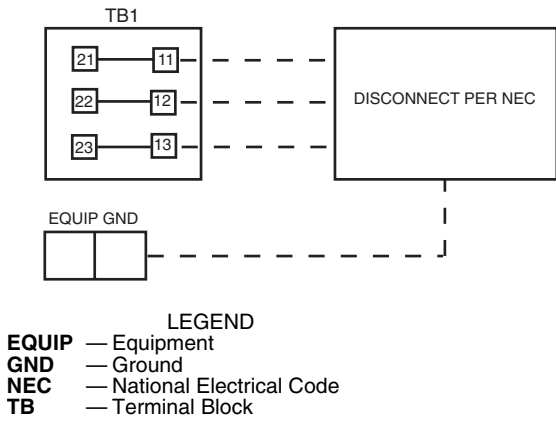 TB1
21 11
22 12
23 13
DISCONNECT PER NEC
EQUIP GND
LEGEND
EQUIP — Equipment
GND — Ground
NEC — National Electrical Code
TB — Terminal Block